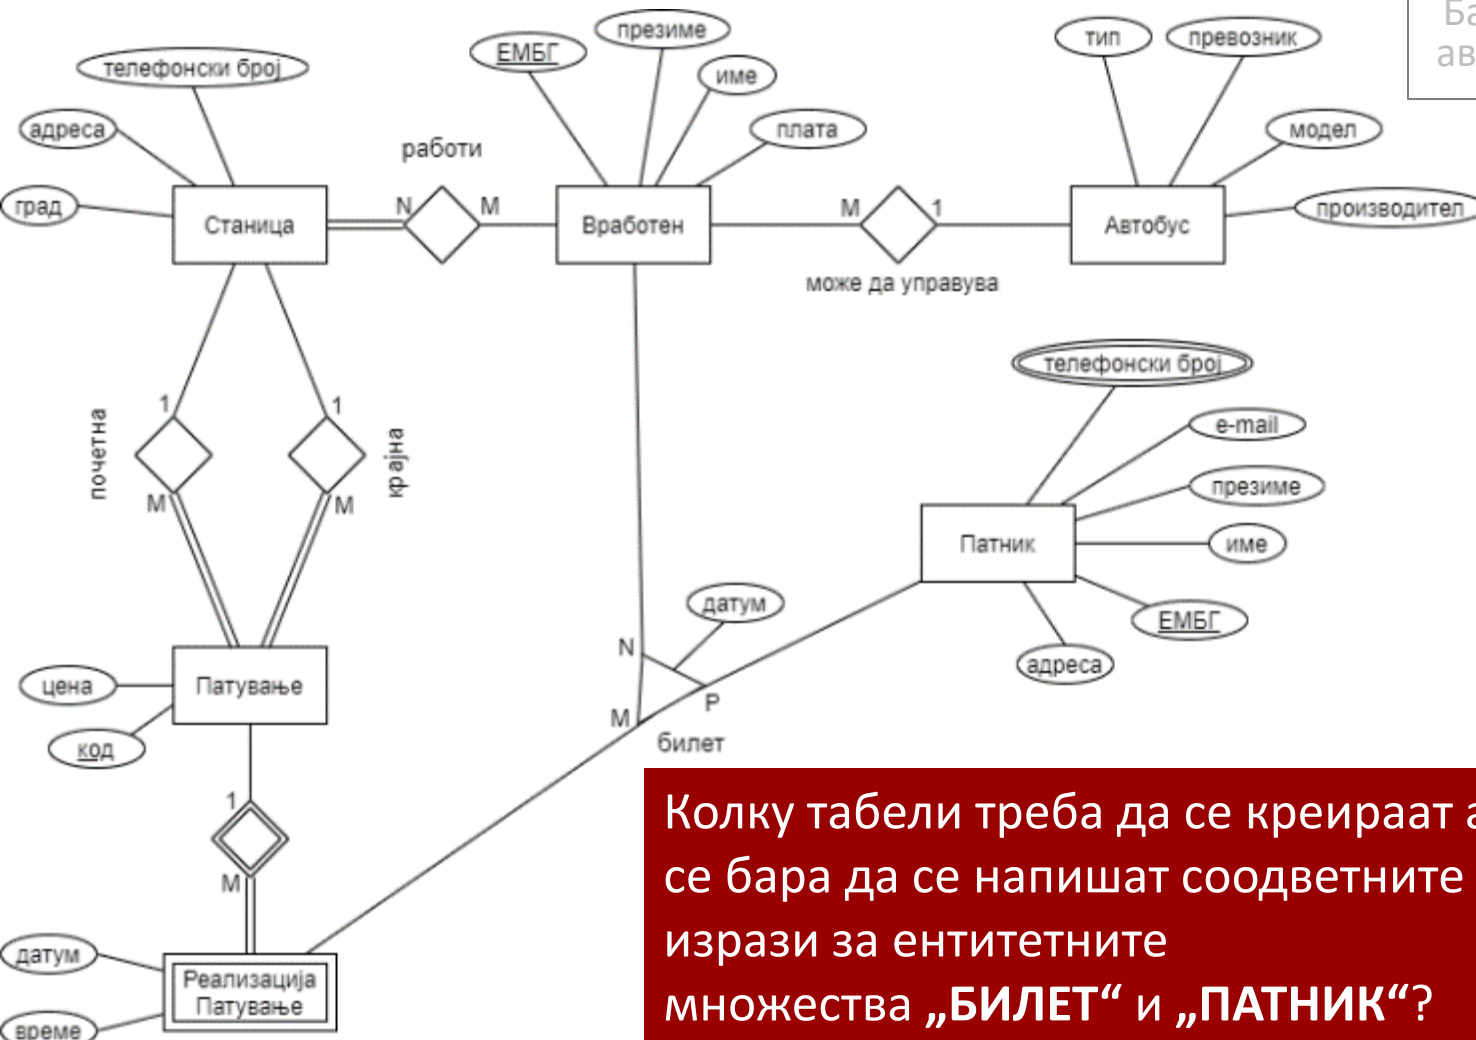 Ба
ав
ЕМБГ
презиме
име
плата
тип
превозник
модел
производител
телефонски број
адреса
град
работи
Станица
N
M
Вработен
M
1
Автобус
може да управува
телефонски број
e-mail
презиме
име
ЕМБГ
адреса
Патник
почетна
1
1
крајна
M
M
датум
N
P
M
билет
цена
код
Патување
1
M
датум
време
Реализација
Патување
Колку табели треба да се креираат а
се бара да се напишат соодветните
изрази за ентитетните
множества „БИЛЕТ“ и „ПАТНИК“?